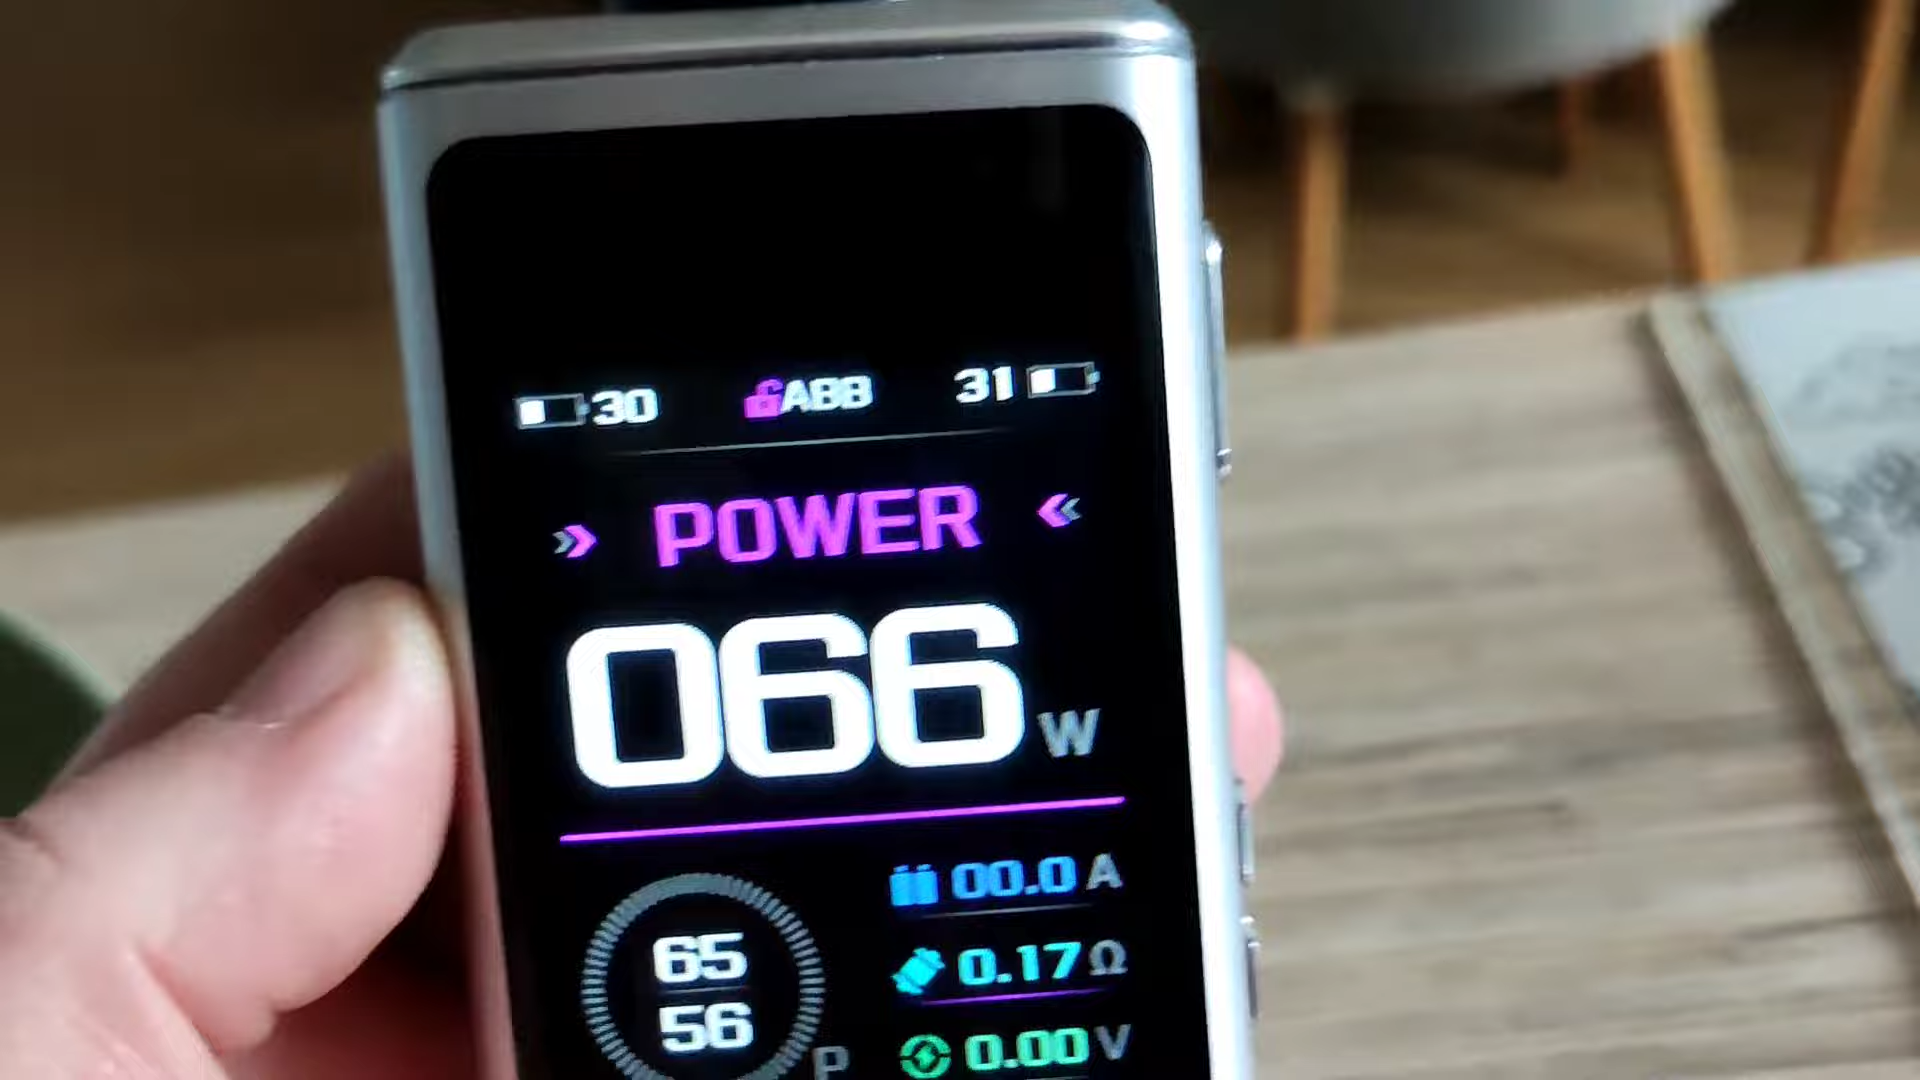 30 ABB 31
» POWER «
066 W
00.0 A
65 0.17 Ω
56 0.00 V
P